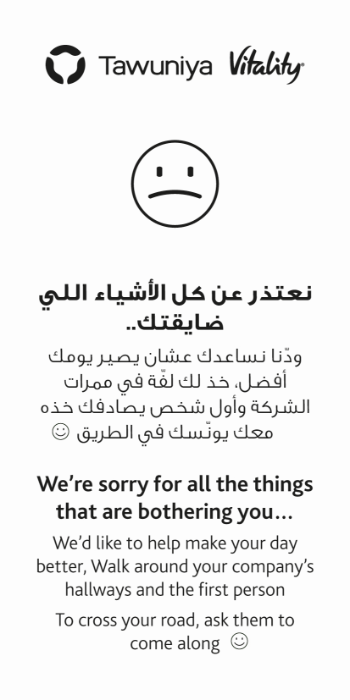 Tawuniya Vitality
نعتذر عن كل الأشياء اللي
ضايقتك..
ودّنا نساعدك عشان يصير يومك
أفضل، خذ لك لفّة في ممرات
الشركة وأول شخص يصادفك خذه
معك يونّسك في الطريق ☺
We're sorry for all the things
that are bothering you...
We'd like to help make your day
better, Walk around your company's
hallways and the first person
To cross your road, ask them to
come along ☺